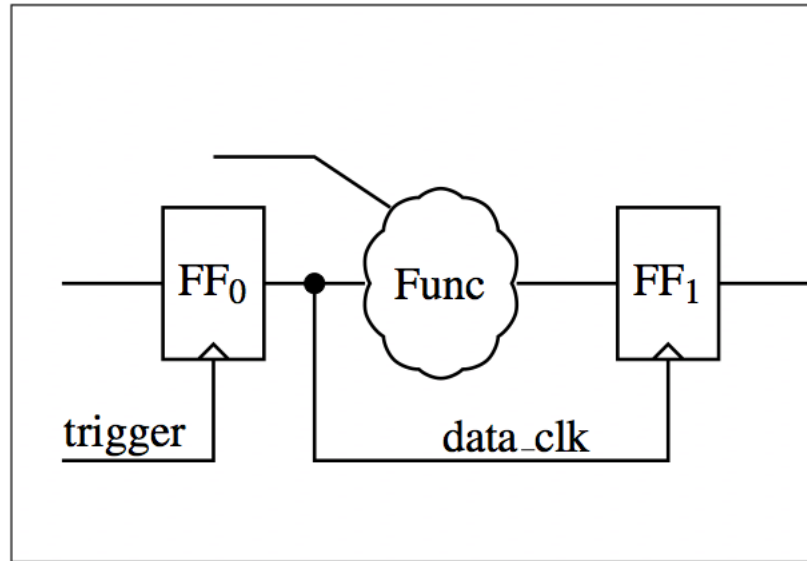 FF₀
Func
FF₁
trigger
data_clk